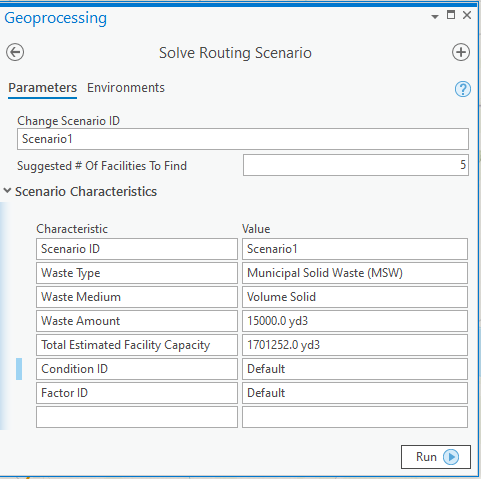 Geoprocessing
Solve Routing Scenario
Parameters Environments
Change Scenario ID
Scenario1
Suggested # Of Facilities To Find 5
Scenario Characteristics
Characteristic Value
Scenario ID Scenario1
Waste Type Municipal Solid Waste (MSW)
Waste Medium Volume Solid
Waste Amount 15000.0 yd3
Total Estimated Facility Capacity 1701252.0 yd3
Condition ID Default
Factor ID Default
Run